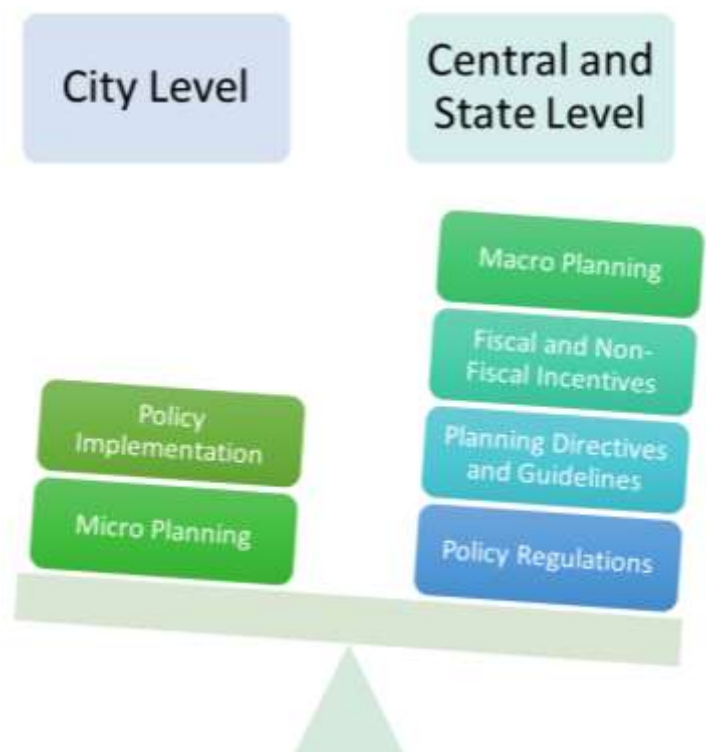 City Level
Central and
State Level
Macro Planning
Fiscal and Non-
Fiscal Incentives
Planning Directives
and Guidelines
Policy Regulations
Policy
Implementation
Micro Planning